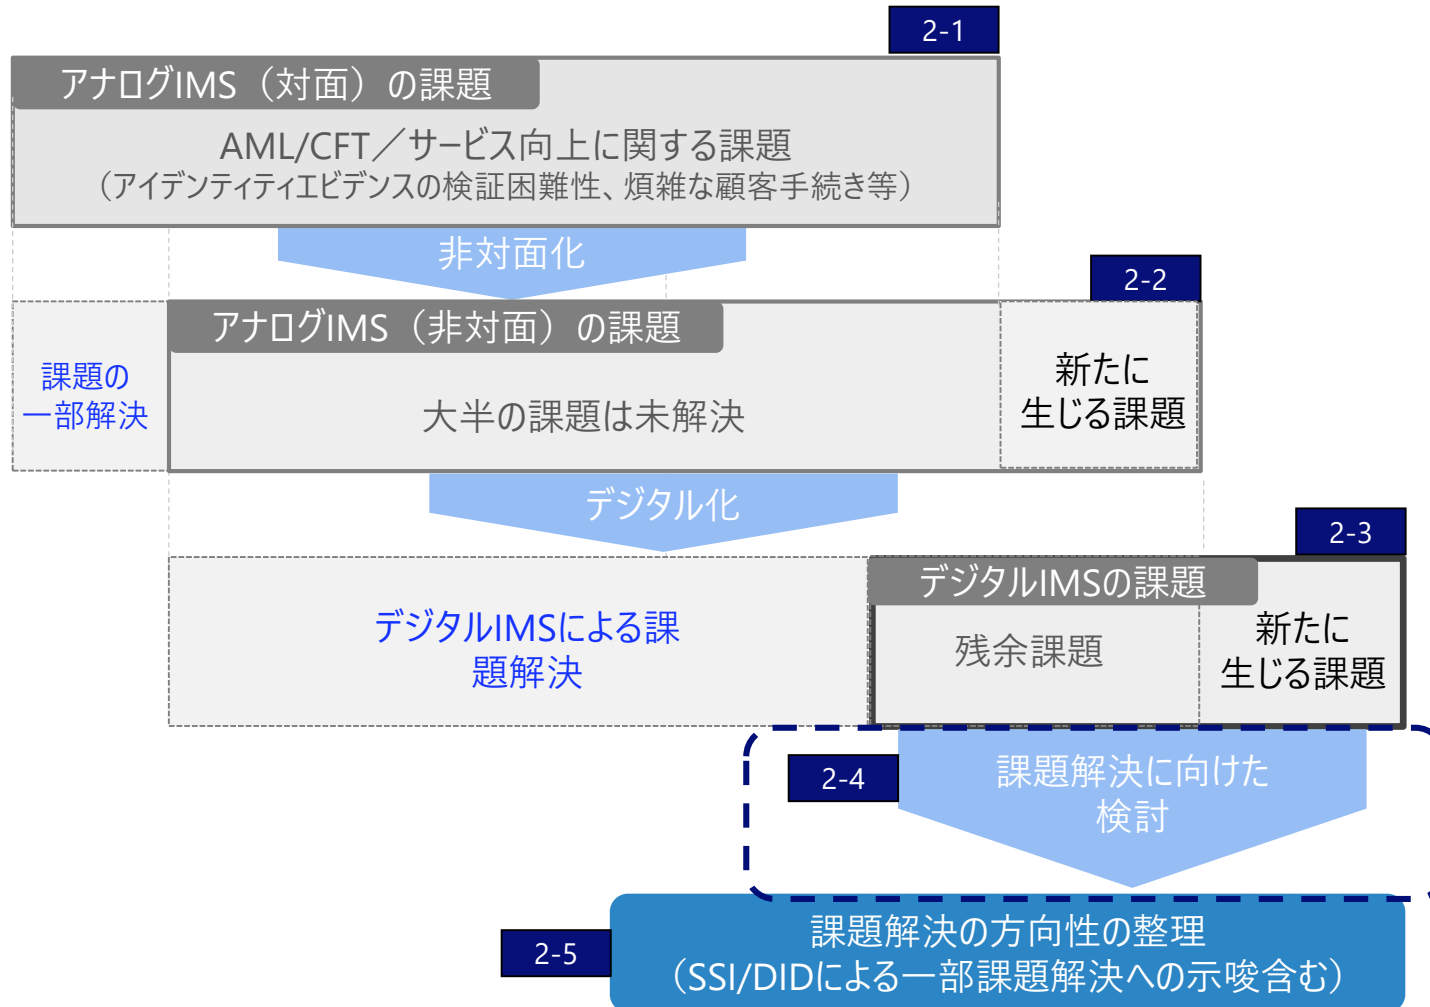 2-1
アナログIMS（対面）の課題
AML/CFT／サービス向上に関する課題
（アイデンティティエビデンスの検証困難性、煩雑な顧客手続き等）
非対面化
2-2
アナログIMS（非対面）の課題
課題の
一部解決
大半の課題は未解決
新たに
生じる課題
デジタル化
2-3
デジタルIMSの課題
デジタルIMSによる課
題解決
残余課題
新たに
生じる課題
2-4
課題解決に向けた
検討
2-5
課題解決の方向性の整理
（SSI/DIDによる一部課題解決への示唆含む）